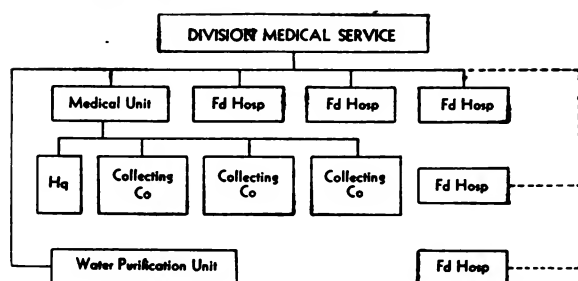 DIVISION MEDICAL SERVICE
Medical Unit
Fd Hosp
Fd Hosp
Fd Hosp
Hq
Collecting
Co
Collecting
Co
Collecting
Co
Fd Hosp
Water Purification Unit
Fd Hosp